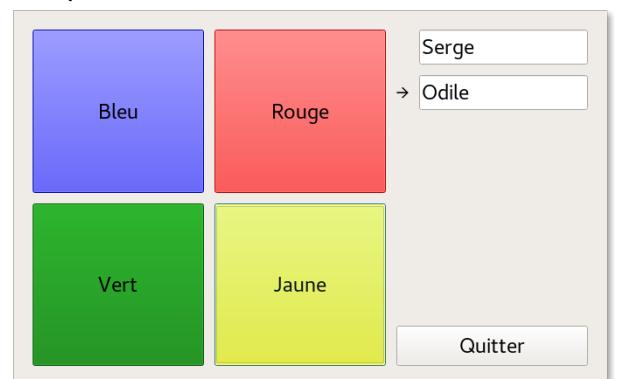 Bleu
Rouge
Serge
→ Odile
Vert
Jaune
Quitter